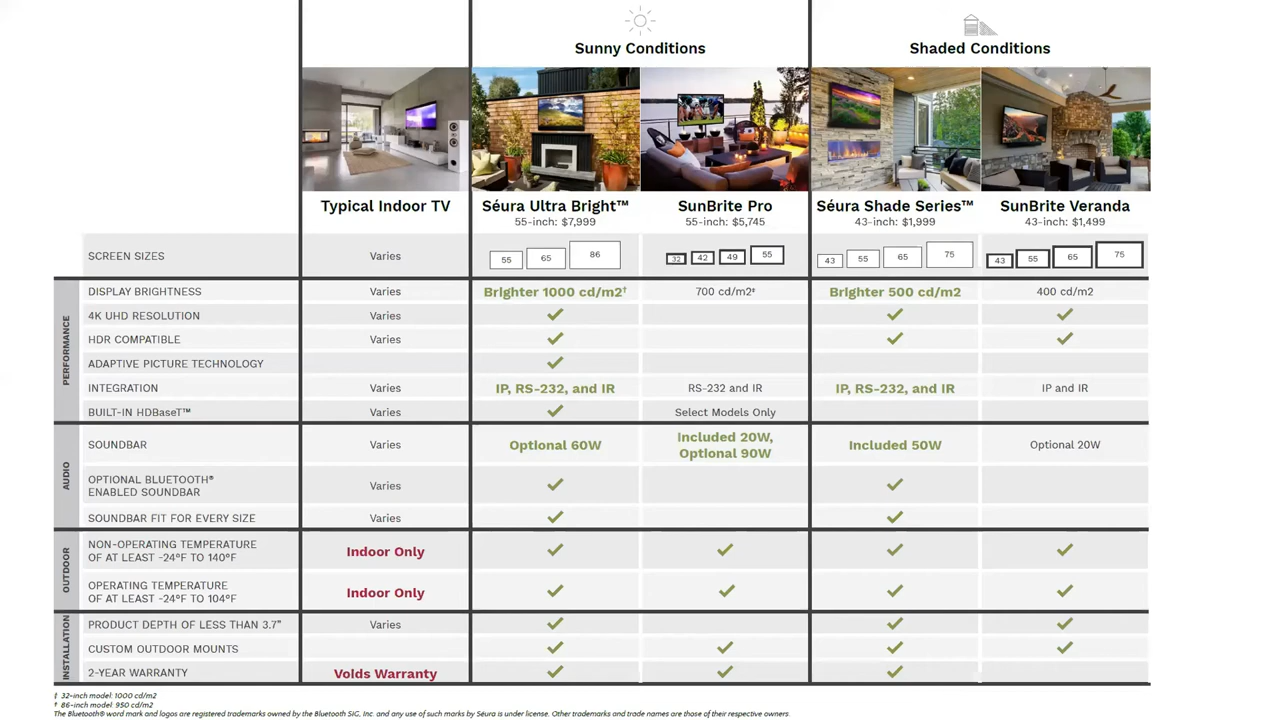 Sunny Conditions
Shaded Conditions
Typical Indoor TV
Séura Ultra Bright™
55-inch: $7,999
SunBrite Pro
55-inch: $5,745
Séura Shade Series™
43-inch: $1,999
SunBrite Veranda
43-inch: $1,499
SCREEN SIZES Varies 55 65 86 32 42 49 55 43 55 65 75 43 55 65 75
PERFORMANCE
DISPLAY BRIGHTNESS Varies Brighter 1000 cd/m2† 700 cd/m2‡ Brighter 500 cd/m2 400 cd/m2
4K UHD RESOLUTION Varies ✓ ✓ ✓
HDR COMPATIBLE Varies ✓ ✓ ✓
ADAPTIVE PICTURE TECHNOLOGY ✓
INTEGRATION Varies IP, RS-232, and IR RS-232 and IR IP, RS-232, and IR IP and IR
BUILT-IN HDBaseT™ Varies ✓ Select Models Only
AUDIO
SOUNDBAR Varies Optional 60W Included 20W, Optional 90W Included 50W Optional 20W
OPTIONAL BLUETOOTH®
ENABLED SOUNDBAR Varies ✓ ✓
SOUNDBAR FIT FOR EVERY SIZE Varies ✓ ✓
OUTDOOR
NON-OPERATING TEMPERATURE
OF AT LEAST -24°F TO 140°F Indoor Only ✓ ✓ ✓ ✓
OPERATING TEMPERATURE
OF AT LEAST -24°F TO 104°F Indoor Only ✓ ✓ ✓ ✓
INSTALLATION
PRODUCT DEPTH OF LESS THAN 3.7” Varies ✓ ✓ ✓
CUSTOM OUTDOOR MOUNTS ✓ ✓ ✓ ✓
2-YEAR WARRANTY Voids Warranty ✓ ✓ ✓
‡ 32-inch model: 1000 cd/m2
† 86-inch model: 950 cd/m2
The Bluetooth® word mark and logos are registered trademarks owned by the Bluetooth SIG, Inc. and any use of such marks by Séura is under license. Other trademarks and trade names are those of their respective owners.